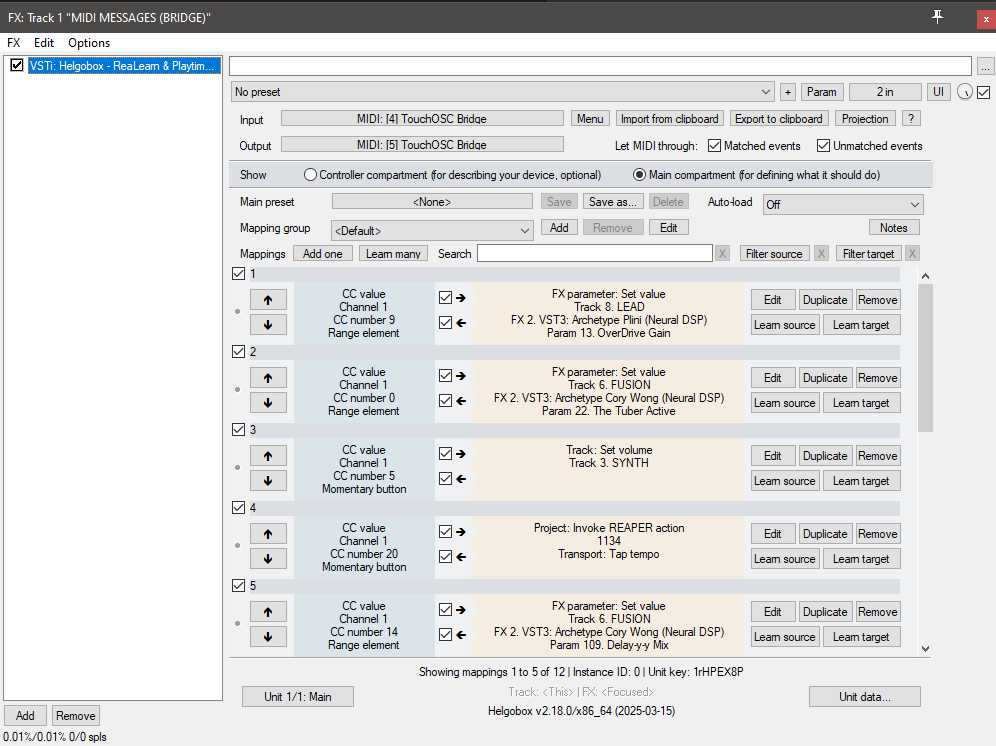 FX: Track 1 "MIDI MESSAGES (BRIDGE)"
x
FX Edit Options
VSTi: Helgobox - ReaLearn & Playtim...
...
No preset + Param 2 in UI
Input MIDI: [4] TouchOSC Bridge Menu Import from clipboard Export to clipboard Projection ?
Output MIDI: [5] TouchOSC Bridge Let MIDI through: Matched events Unmatched events
Show Controller compartment (for describing your device, optional) Main compartment (for defining what it should do)
Main preset <None> Save Save as... Delete Auto-load Off
Mapping group <Default> Add Remove Edit Notes
Mappings Add one Learn many Search X Filter source X Filter target X
1
CC value
Channel 1
CC number 9
Range element
FX parameter: Set value
Track 8. LEAD
FX 2. VST3: Archetype Plini (Neural DSP)
Param 13. OverDrive Gain
Edit Duplicate Remove
Learn source Learn target
2
CC value
Channel 1
CC number 0
Range element
FX parameter: Set value
Track 6. FUSION
FX 2. VST3: Archetype Cory Wong (Neural DSP)
Param 22. The Tuber Active
Edit Duplicate Remove
Learn source Learn target
3
CC value
Channel 1
CC number 5
Momentary button
Track: Set volume
Track 3. SYNTH
Edit Duplicate Remove
Learn source Learn target
4
CC value
Channel 1
CC number 20
Momentary button
Project: Invoke REAPER action
1134
Transport: Tap tempo
Edit Duplicate Remove
Learn source Learn target
5
CC value
Channel 1
CC number 14
Range element
FX parameter: Set value
Track 6. FUSION
FX 2. VST3: Archetype Cory Wong (Neural DSP)
Param 109. Delay-y-y Mix
Edit Duplicate Remove
Learn source Learn target
Showing mappings 1 to 5 of 12 | Instance ID: 0 | Unit key: 1rHPEX8P
Unit 1/1: Main Track: <This> | FX: <Focused> Unit data...
Helgobox v2.18.0/x86_64 (2025-03-15)
Add Remove
0.01%/0.01% 0/0 spls